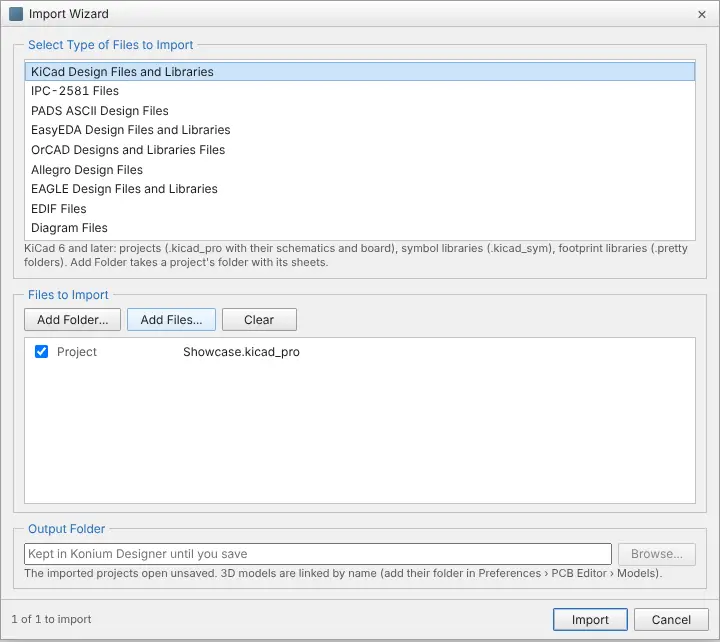 Import Wizard
Select Type of Files to Import
KiCad Design Files and Libraries
IPC-2581 Files
PADS ASCII Design Files
EasyEDA Design Files and Libraries
OrCAD Designs and Libraries Files
Allegro Design Files
EAGLE Design Files and Libraries
EDIF Files
Diagram Files
KiCad 6 and later: projects (.kicad_pro with their schematics and board), symbol libraries (.kicad_sym), footprint libraries (.pretty
folders). Add Folder takes a project's folder with its sheets.
Files to Import
Add Folder... Add Files... Clear
Project Showcase.kicad_pro
Output Folder
Kept in Konium Designer until you save Browse...
The imported projects open unsaved. 3D models are linked by name (add their folder in Preferences › PCB Editor › Models).
1 of 1 to import Import Cancel